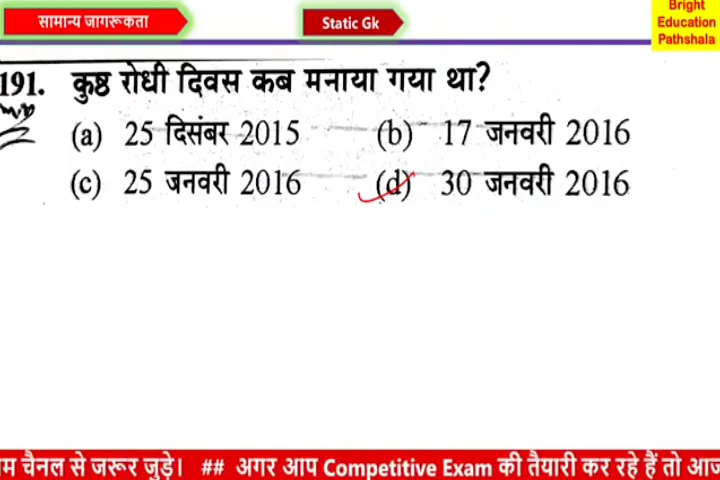 सामान्य जागरूकता
Static Gk
Bright
Education
Pathshala
191. कुष्ठ रोधी दिवस कब मनाया गया था?
(a) 25 दिसंबर 2015 (b) 17 जनवरी 2016
(c) 25 जनवरी 2016 (d) 30 जनवरी 2016
चैनल से जरूर जुड़े। ## अगर आप Competitive Exam की तैयारी कर रहे हैं तो